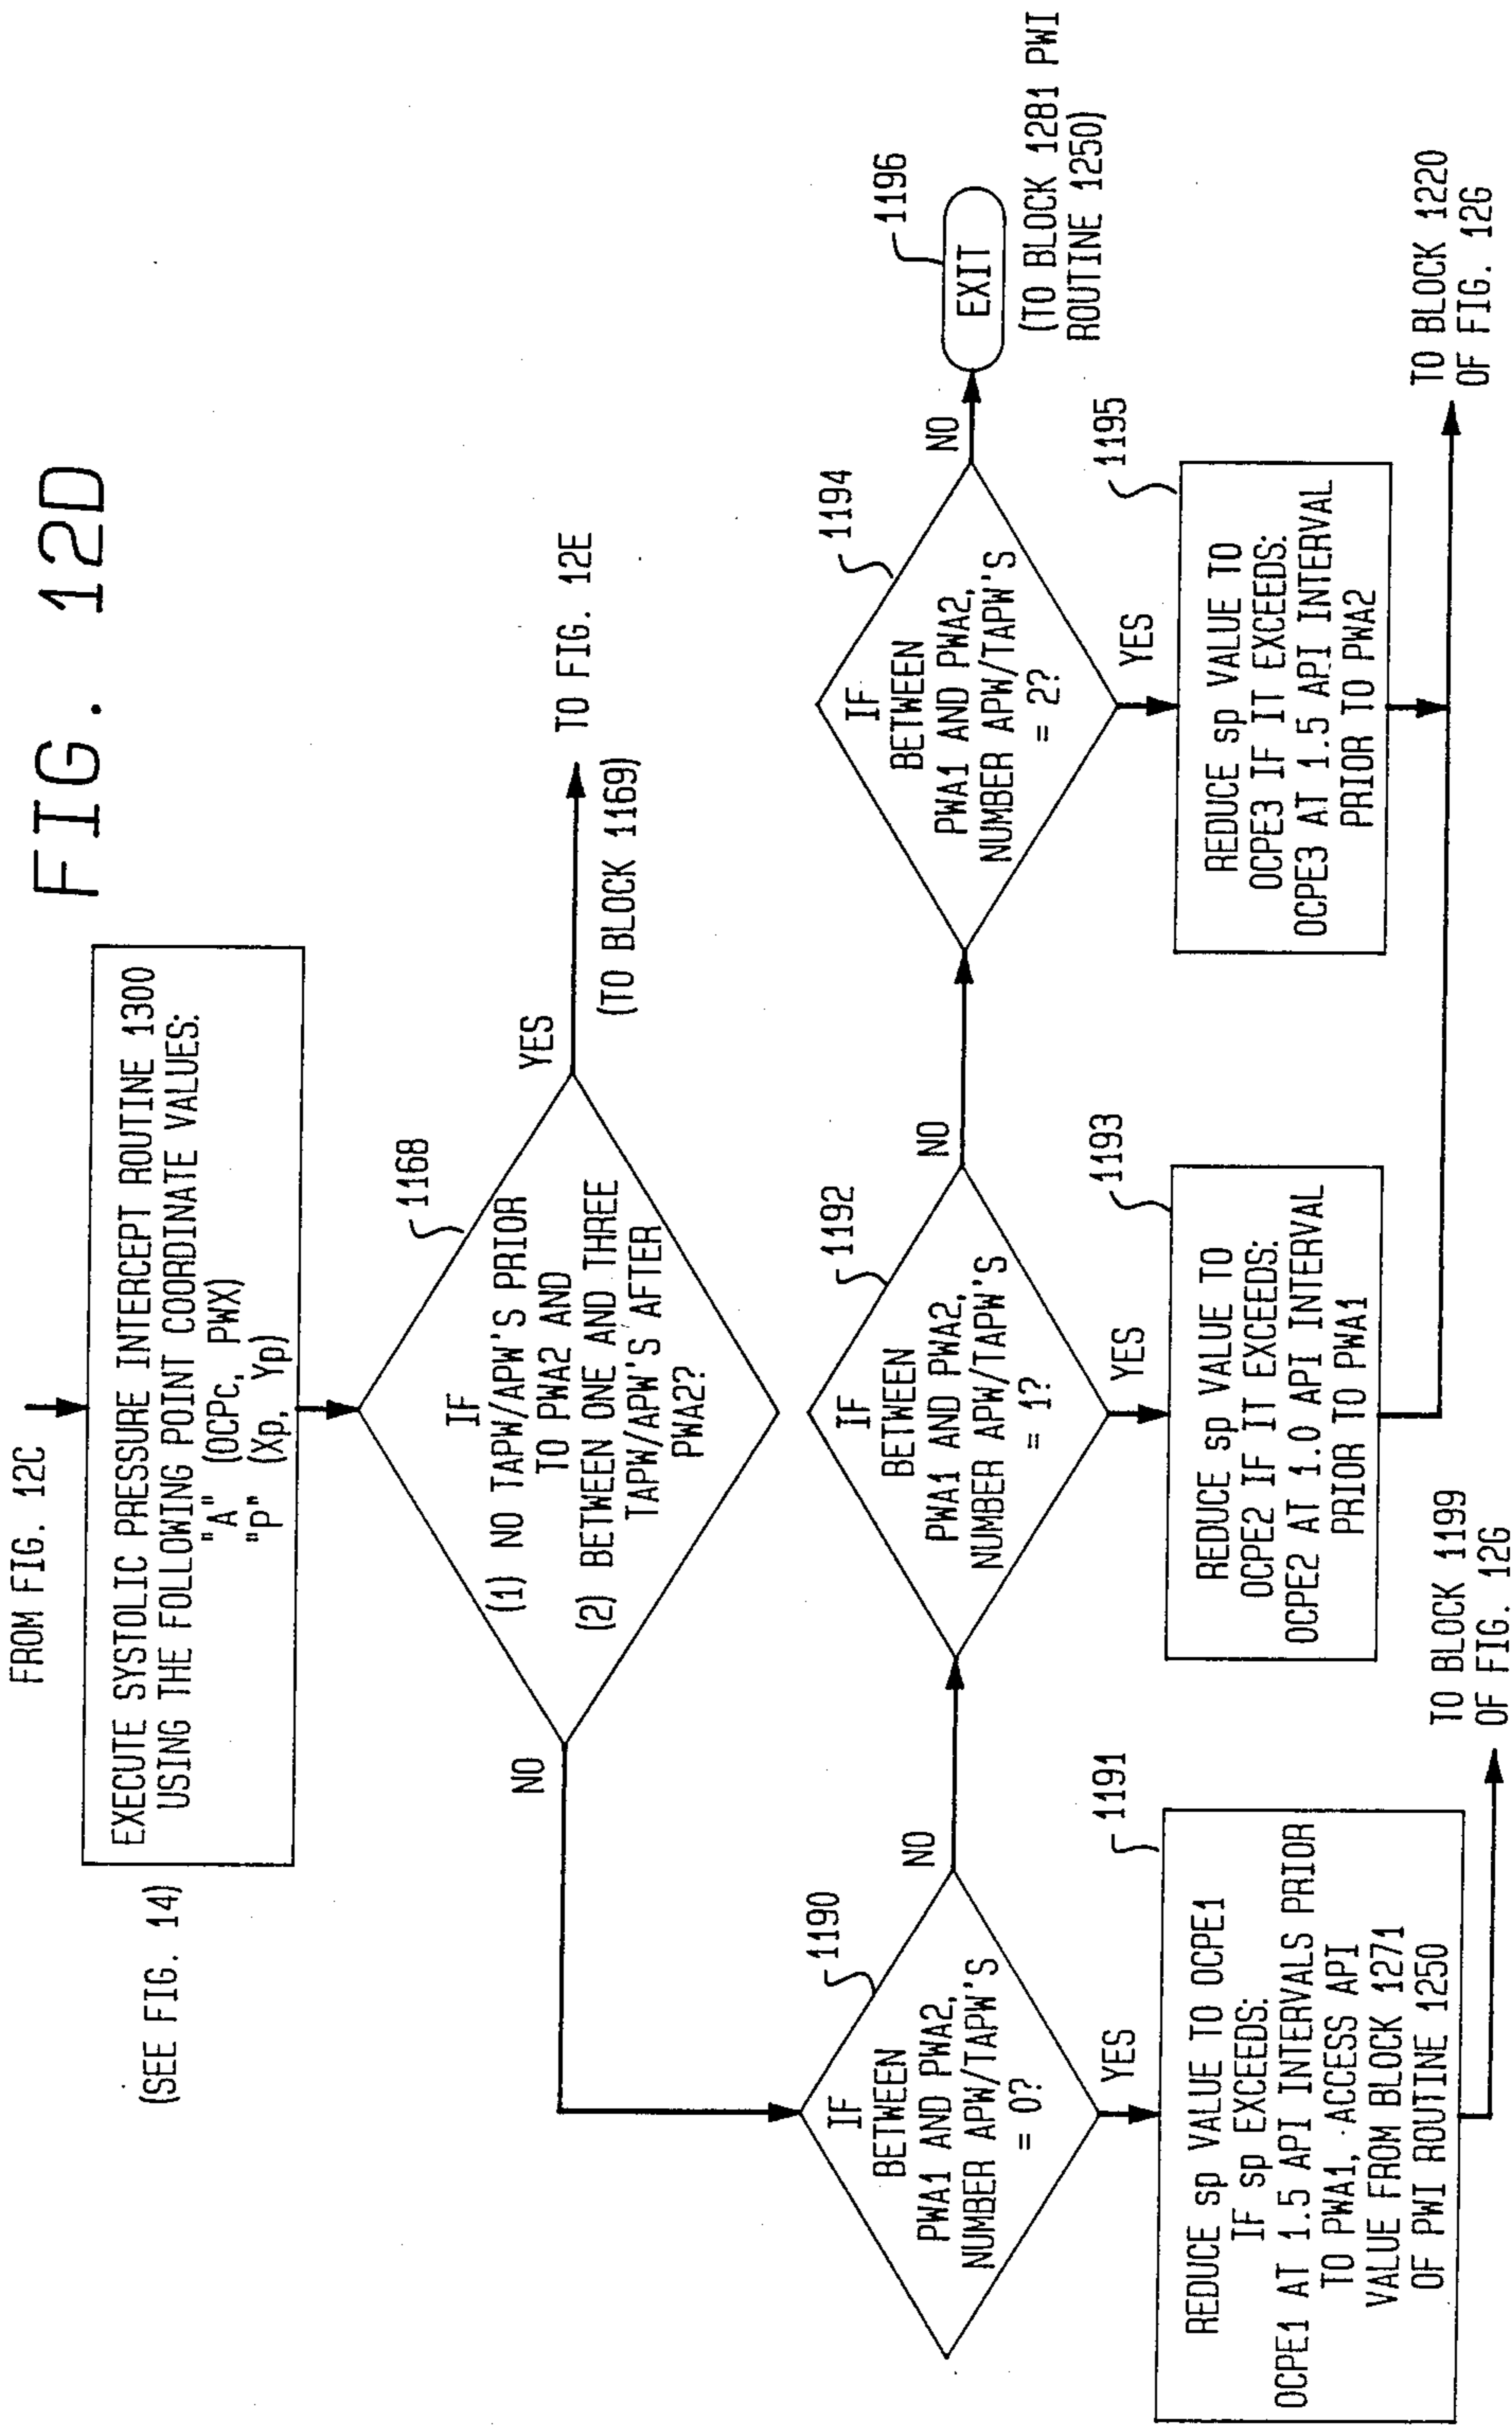 FIG. 12D
FROM FIG. 12C
(SEE FIG. 14)
EXECUTE SYSTOLIC PRESSURE INTERCEPT ROUTINE 1300
USING THE FOLLOWING POINT COORDINATE VALUES:
"A" (OCPc, PWX)
"P" (Xp, Yp)
1168
IF
(1) NO TAPW/APW'S PRIOR
TO PWA2 AND
(2) BETWEEN ONE AND THREE
TAPW/APW'S AFTER
PWA2?
YES
TO FIG. 12E
(TO BLOCK 1169)
NO
1190
IF
BETWEEN
PWA1 AND PWA2,
NUMBER APW/TAPW'S
= 0?
NO
YES
1191
REDUCE sp VALUE TO OCPE1
IF sp EXCEEDS:
OCPE1 AT 1.5 API INTERVALS PRIOR
TO PWA1, ACCESS API
VALUE FROM BLOCK 1271
OF PWI ROUTINE 1250
TO BLOCK 1199
OF FIG. 12G
1192
IF
BETWEEN
PWA1 AND PWA2,
NUMBER APW/TAPW'S
= 1?
NO
YES
1193
REDUCE sp VALUE TO
OCPE2 IF IT EXCEEDS:
OCPE2 AT 1.0 API INTERVAL
PRIOR TO PWA1
1194
IF
BETWEEN
PWA1 AND PWA2,
NUMBER APW/TAPW'S
= 2?
NO
YES
1195
REDUCE sp VALUE TO
OCPE3 IF IT EXCEEDS:
OCPE3 AT 1.5 API INTERVAL
PRIOR TO PWA2
1196
EXIT
(TO BLOCK 1281 PWI
ROUTINE 1250)
TO BLOCK 1220
OF FIG. 12G